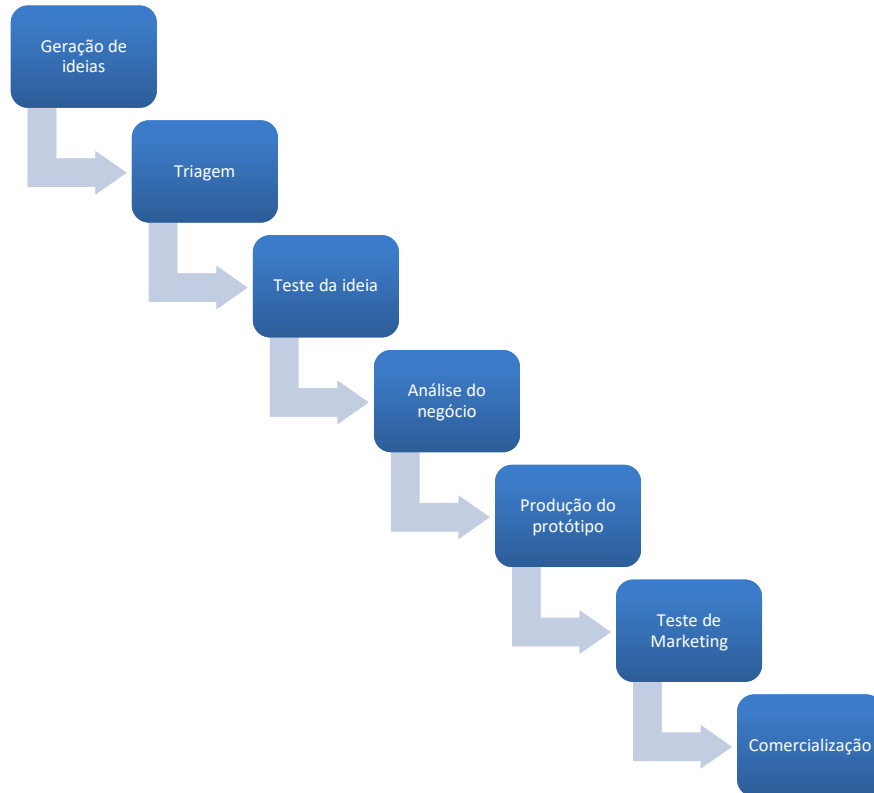 Geração de
ideias
Triagem
Teste da ideia
Análise do
negócio
Produção do
protótipo
Teste de
Marketing
Comercialização